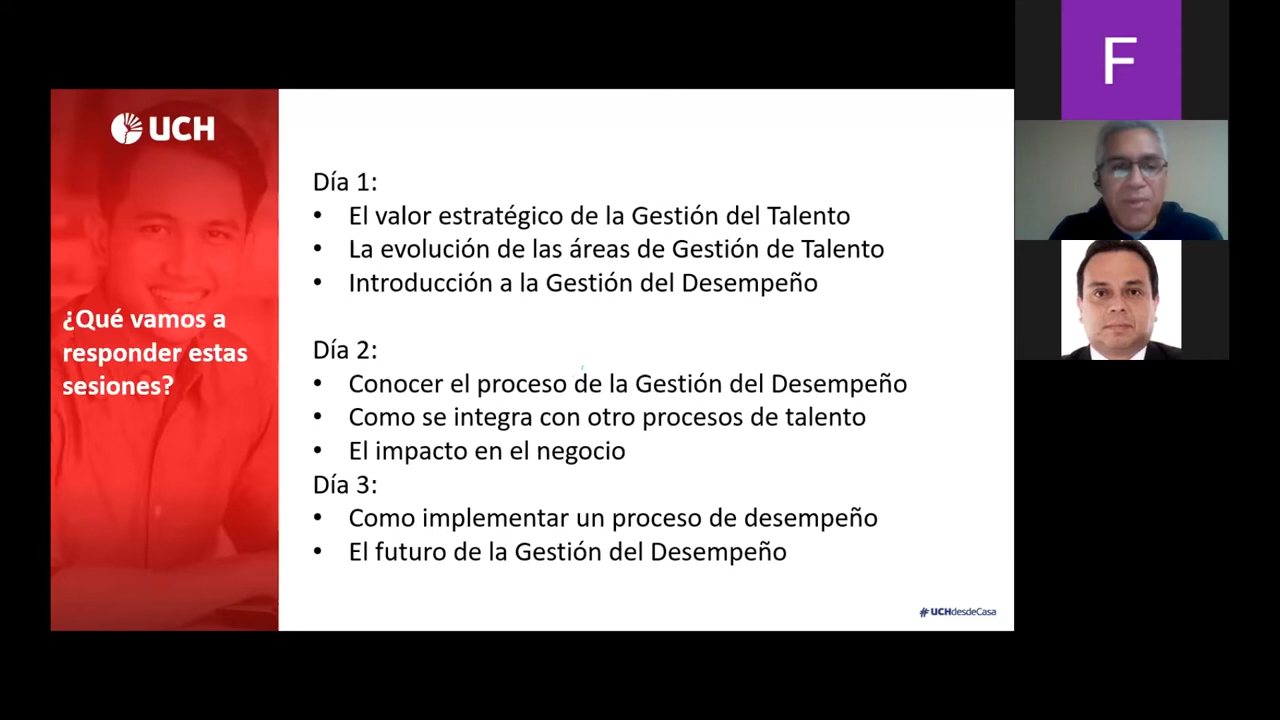 UCH
¿Qué vamos a
responder estas
sesiones?
Día 1:
• El valor estratégico de la Gestión del Talento
• La evolución de las áreas de Gestión de Talento
• Introducción a la Gestión del Desempeño
Día 2:
• Conocer el proceso de la Gestión del Desempeño
• Como se integra con otro procesos de talento
• El impacto en el negocio
Día 3:
• Como implementar un proceso de desempeño
• El futuro de la Gestión del Desempeño
#UCHdesdeCasa
F